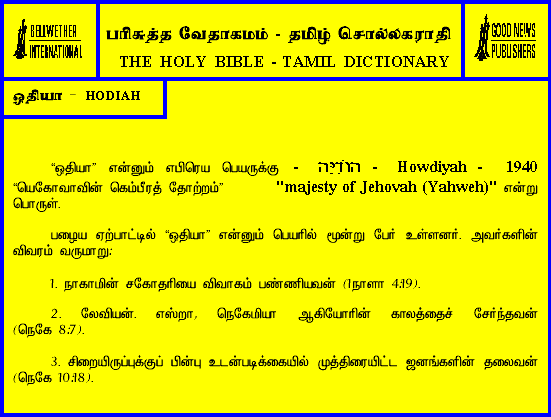 BELLWETHER
INTERNATIONAL
பரிசுத்த வேதாகமம் - தமிழ் சொல்லகராதி
THE HOLY BIBLE - TAMIL DICTIONARY
GOOD NEWS
PUBLISHERS
ஒதியா - HODIAH
“ஒதியா” என்னும் எபிரெய பெயருக்கு - הוֹדִיָּה - Howdiyah - 1940
“யெகோவாவின் கெம்பீரத் தோற்றம்” "majesty of Jehovah (Yahweh)" என்று
பொருள்.
பழைய ஏற்பாட்டில் “ஒதியா” என்னும் பெயரில் மூன்று பேர் உள்ளனர். அவர்களின்
விவரம் வருமாறு:
1. நாகாமின் சகோதரியை விவாகம் பண்ணியவன் (1நாளா 4:19).
2. லேவியன். எஸ்றா, நெகேமியா ஆகியோரின் காலத்தைச் சேர்ந்தவன்
(நெகே 8:7).
3. சிறையிருப்புக்குப் பின்பு உடன்படிக்கையில் முத்திரையிட்ட ஜனங்களின் தலைவன்
(நெகே 10:18).